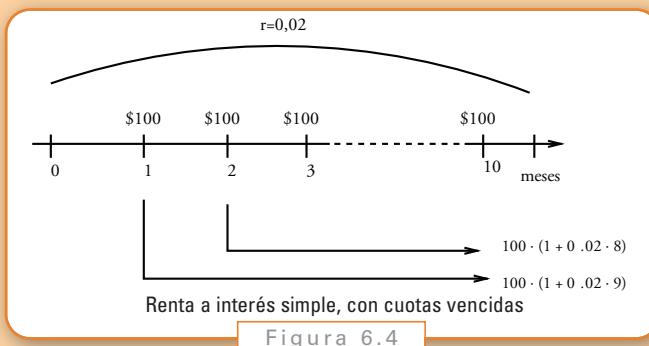 r=0,02
$100 $100 $100 $100
0 1 2 3 10 meses
100 · (1 + 0 .02 · 8)
100 · (1 + 0 .02 · 9)
Renta a interés simple, con cuotas vencidas
Figura 6.4